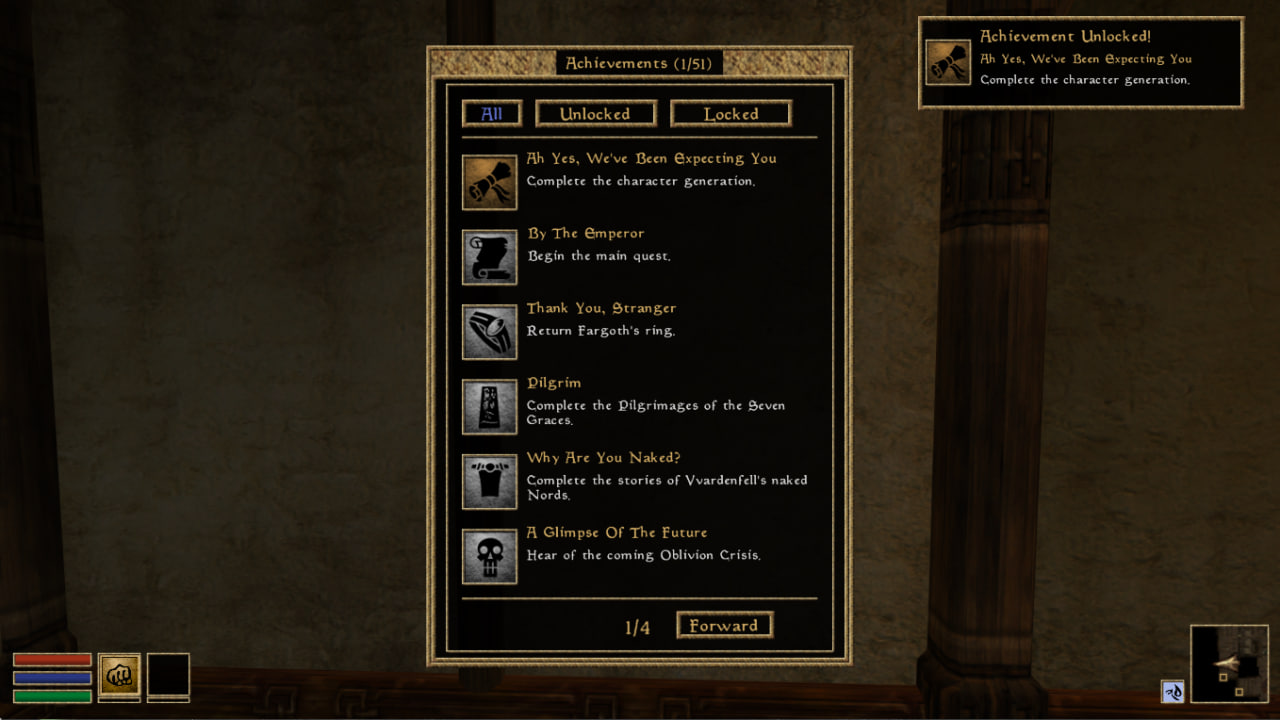 Achievements (1/51)
All
Unlocked
Locked
Ah Yes, We've Been Expecting You
Complete the character generation.
By The Emperor
Begin the main quest.
Thank You, Stranger
Return Fargoth's ring.
Pilgrim
Complete the Pilgrimages of the Seven
Graces.
Why Are You Naked?
Complete the stories of Vvardenfell's naked
Nords.
A Glimpse Of The Future
Hear of the coming Oblivion Crisis.
1/4
Forward
Achievement Unlocked!
Ah Yes, We've Been Expecting You
Complete the character generation.